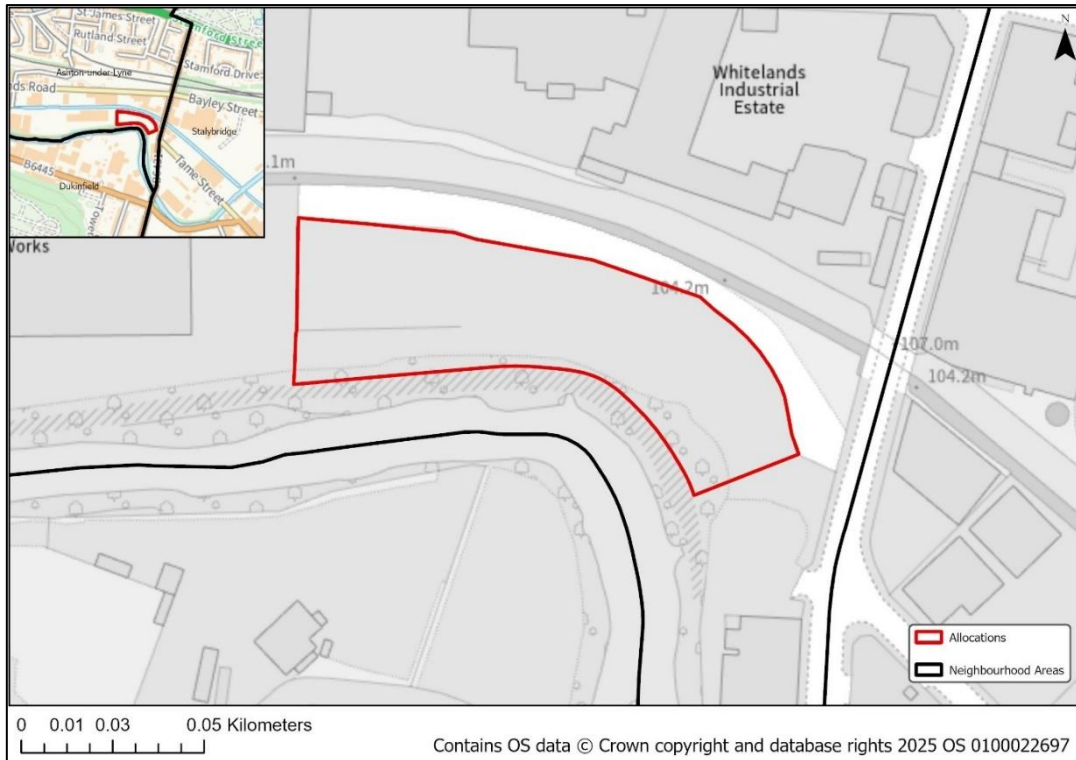 St James Street
Rutland Street
Stamford Street
Ashton-under-Lyne
Stamford Drive
nds Road
Bayley Street
Stalybridge
Tame Street
B6445
Dukinfield
Works
.1m
Whitelands
Industrial
Estate
N
104.2m
107.0m
104.2m
Allocations
Neighbourhood Areas
0 0.01 0.03 0.05 Kilometers
Contains OS data © Crown copyright and database rights 2025 OS 0100022697